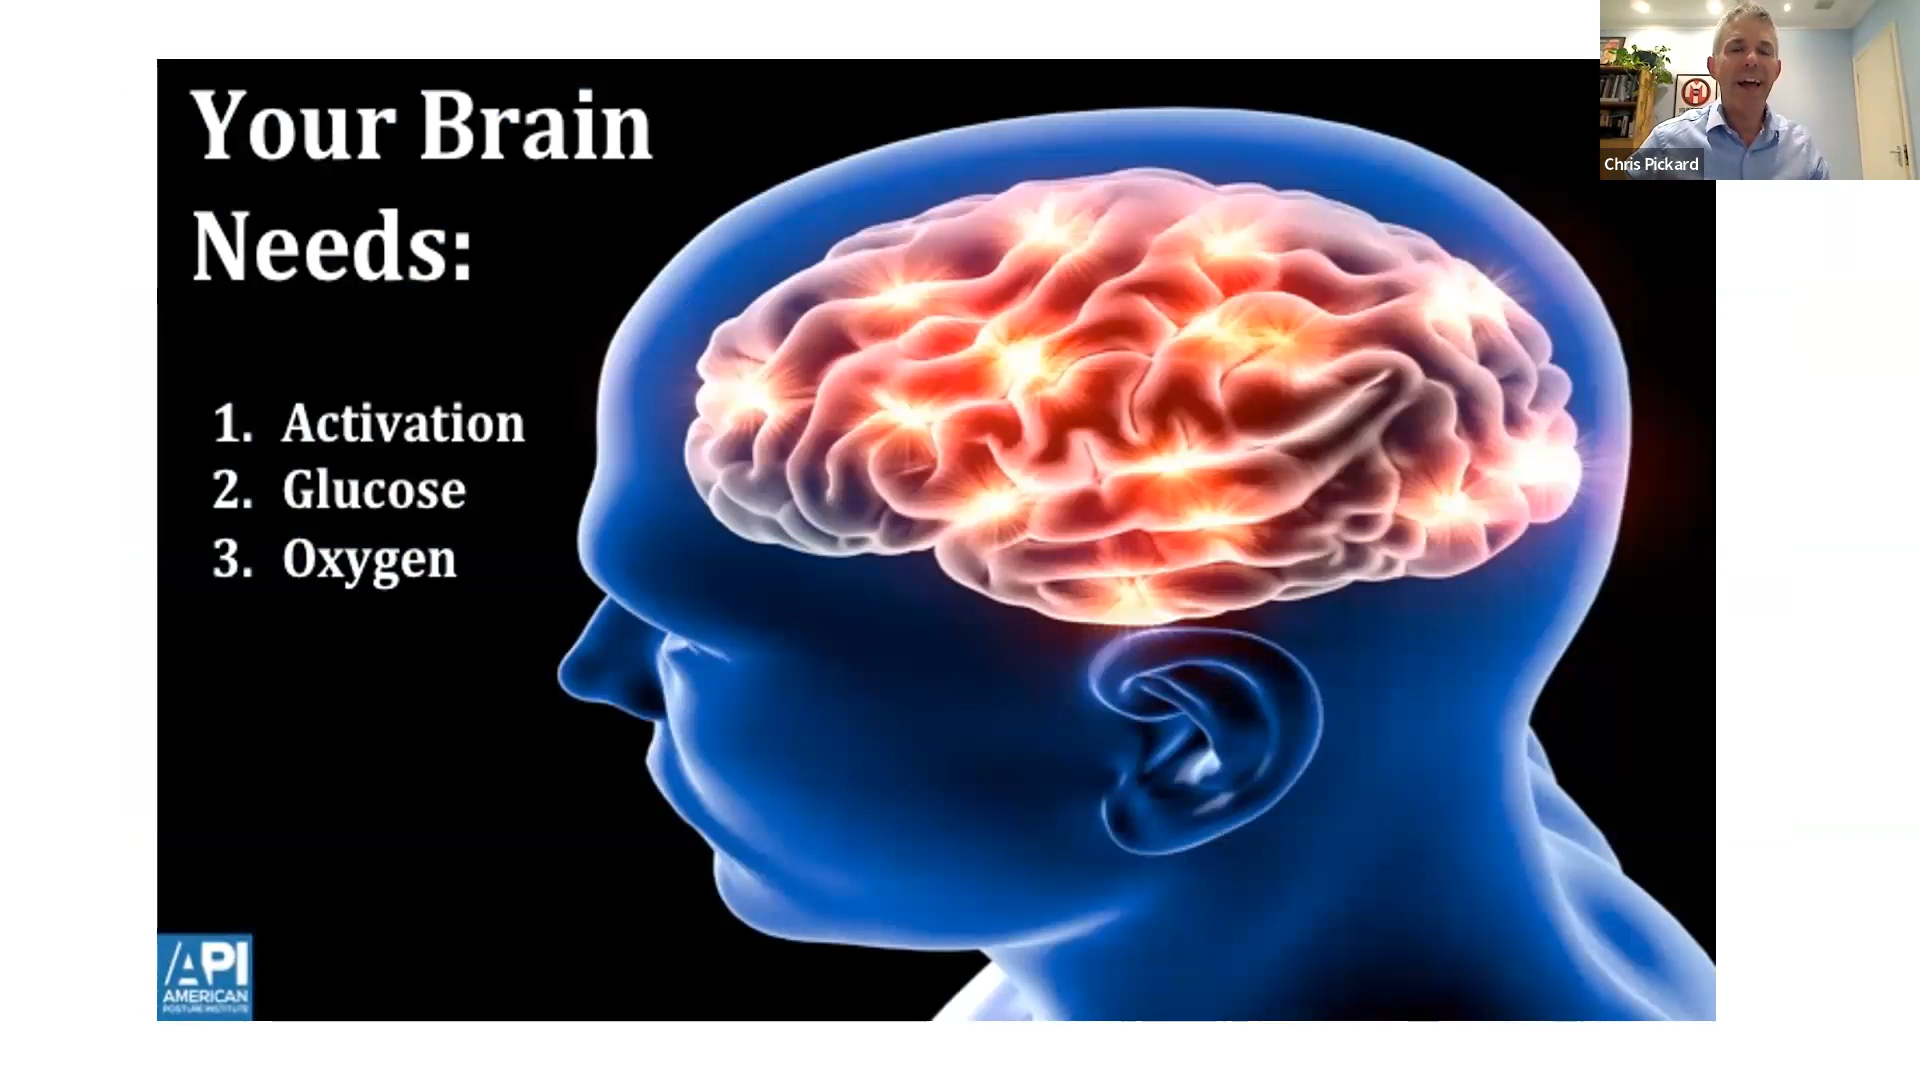 Your Brain
Needs:
1. Activation
2. Glucose
3. Oxygen
API
AMERICAN
POSTURE INSTITUTE
Chris Pickard